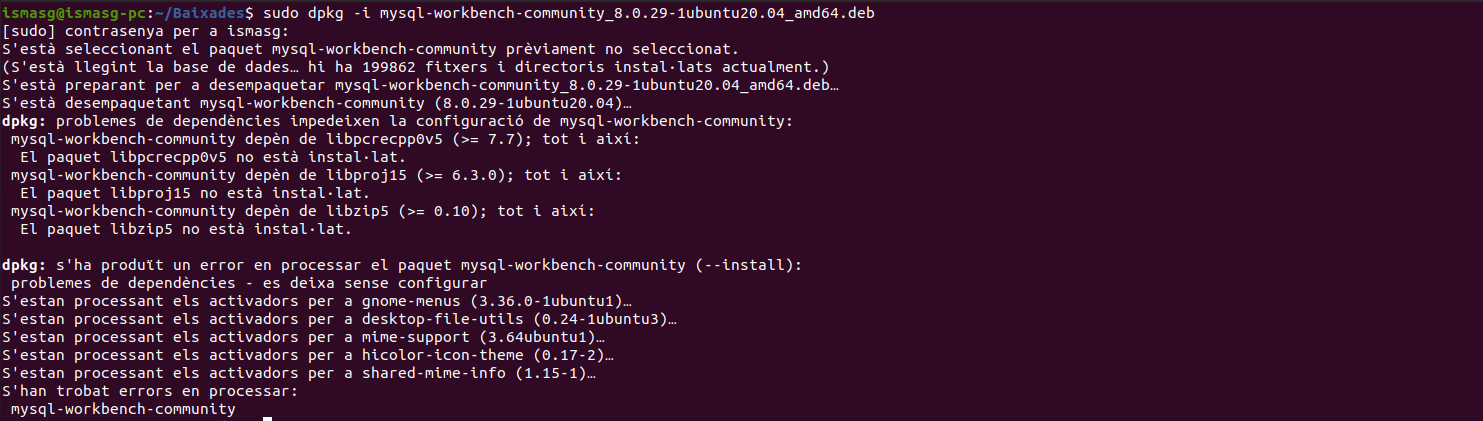 ismasg@ismasg-pc:~/Baixades$ sudo dpkg -i mysql-workbench-community_8.0.29-1ubuntu20.04_amd64.deb
[sudo] contrasenya per a ismasg:
S'està seleccionant el paquet mysql-workbench-community prèviament no seleccionat.
(S'està llegint la base de dades… hi ha 199862 fitxers i directoris instal·lats actualment.)
S'està preparant per a desempaquetar mysql-workbench-community_8.0.29-1ubuntu20.04_amd64.deb…
S'està desempaquetant mysql-workbench-community (8.0.29-1ubuntu20.04)…
dpkg: problemes de dependències impedeixen la configuració de mysql-workbench-community:
 mysql-workbench-community depèn de libpcrecpp0v5 (>= 7.7); tot i així:
  El paquet libpcrecpp0v5 no està instal·lat.
 mysql-workbench-community depèn de libproj15 (>= 6.3.0); tot i així:
  El paquet libproj15 no està instal·lat.
 mysql-workbench-community depèn de libzip5 (>= 0.10); tot i així:
  El paquet libzip5 no està instal·lat.

dpkg: s'ha produït un error en processar el paquet mysql-workbench-community (--install):
 problemes de dependències - es deixa sense configurar
S'estan processant els activadors per a gnome-menus (3.36.0-1ubuntu1)…
S'estan processant els activadors per a desktop-file-utils (0.24-1ubuntu3)…
S'estan processant els activadors per a mime-support (3.64ubuntu1)…
S'estan processant els activadors per a hicolor-icon-theme (0.17-2)…
S'estan processant els activadors per a shared-mime-info (1.15-1)…
S'han trobat errors en processar:
 mysql-workbench-community